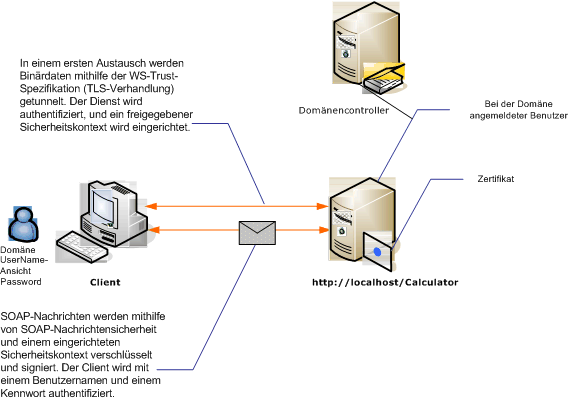 In einem ersten Austausch werden
Binärdaten mithilfe der WS-Trust-
Spezifikation (TLS-Verhandlung)
getunnelt. Der Dienst wird
authentifiziert, und ein freigegebener
Sicherheitskontext wird eingerichtet.
Domänencontroller
Bei der Domäne
angemeldeter Benutzer
Zertifikat
Domäne
UserName-
Ansicht
Password
Client
http://localhost/Calculator
SOAP-Nachrichten werden mithilfe
von SOAP-Nachrichtensicherheit
und einem eingerichteten
Sicherheitskontext verschlüsselt
und signiert. Der Client wird mit
einem Benutzernamen und einem
Kennwort authentifiziert.